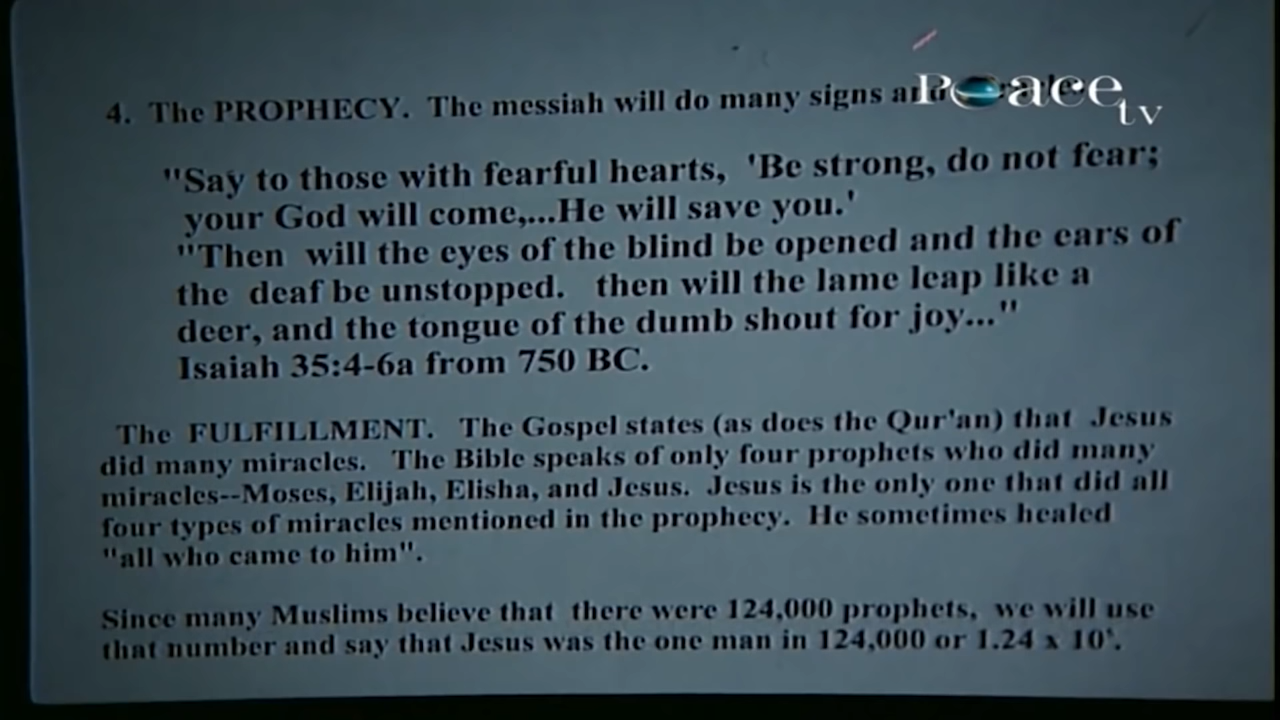 4. The PROPHECY. The messiah will do many signs and
Peace tv
"Say to those with fearful hearts, 'Be strong, do not fear;
your God will come,...He will save you.'
"Then will the eyes of the blind be opened and the ears of
the deaf be unstopped. then will the lame leap like a
deer, and the tongue of the dumb shout for joy..."
Isaiah 35:4-6a from 750 BC.
The FULFILLMENT. The Gospel states (as does the Qur'an) that Jesus
did many miracles. The Bible speaks of only four prophets who did many
miracles--Moses, Elijah, Elisha, and Jesus. Jesus is the only one that did all
four types of miracles mentioned in the prophecy. He sometimes healed
"all who came to him".
Since many Muslims believe that there were 124,000 prophets, we will use
that number and say that Jesus was the one man in 124,000 or 1.24 x